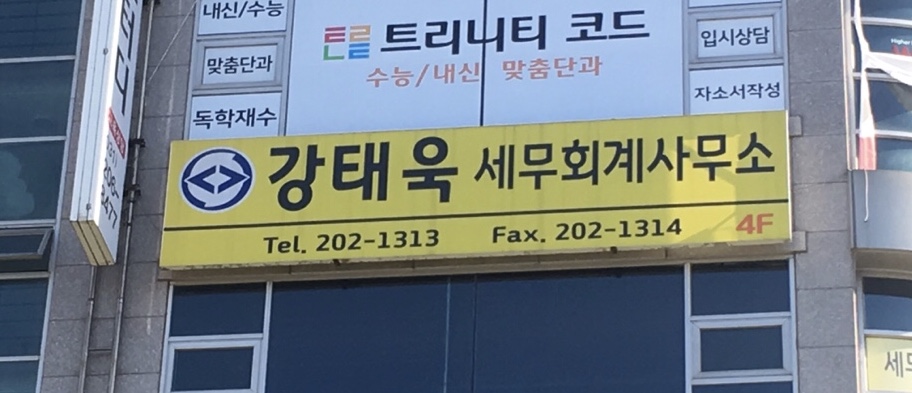 내신/수능
맞춤단과
독학재수
트리니티 코드
수능/내신 맞춤단과
입시상담
자소서작성
강태욱 세무회계사무소
Tel. 202-1313 Fax. 202-1314 4F